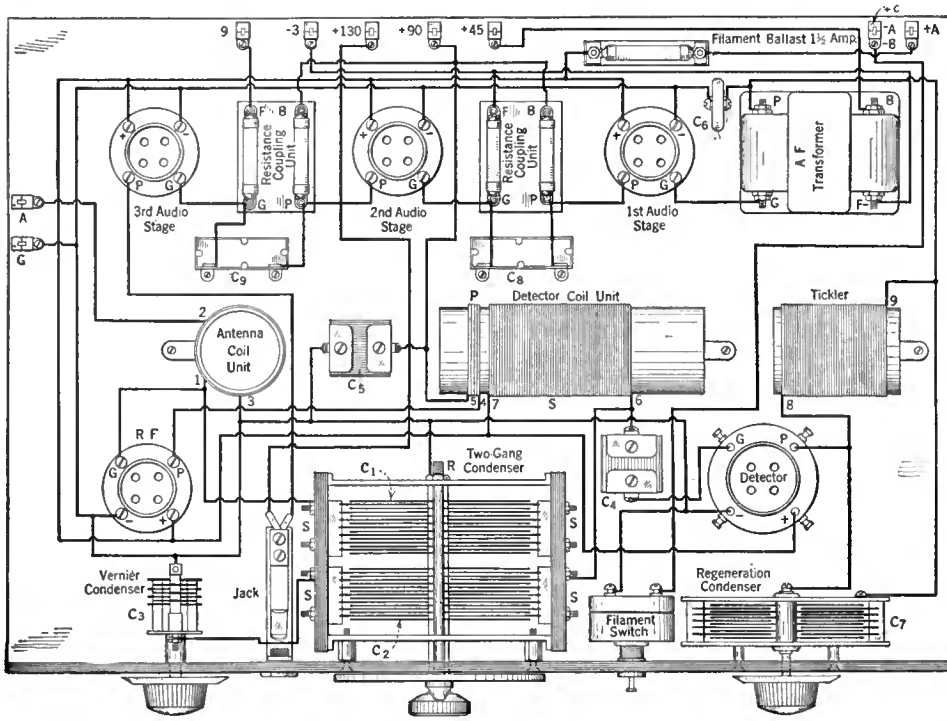 9
-3
+130
+90
+45
+C
-A
-B
+A
Filament Ballast 1½ Amp.
+
-
P
G
3rd Audio
Stage
F
B
Resistance
Coupling
Unit
G
P
C9
+
-
P
G
2nd Audio
Stage
F
B
Resistance
Coupling
Unit
G
P
C8
+
-
P
G
1st Audio
Stage
C6
P
B
A F
Transformer
G
F-
A
G
2
Antenna
Coil
Unit
1
3
C5
P
Detector Coil Unit
5
4
7
S
6
Tickler
9
8
R F
G
P
-
+
C1
R
Two-Gang
Condenser
S
S
S
S
C2
C4
G
P
Detector
-
+
Vernier
Condenser
C3
Jack
Filament
Switch
Regeneration
Condenser
C7